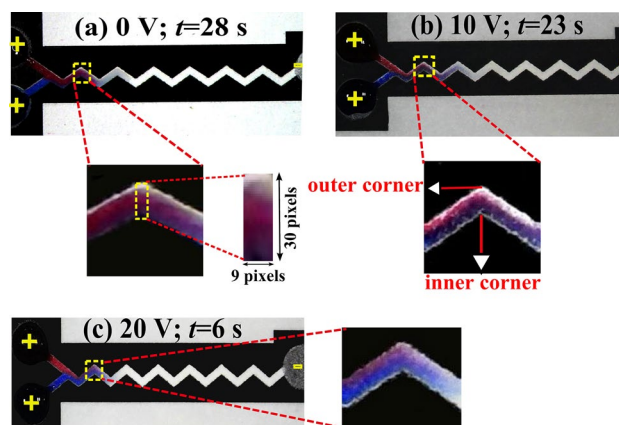 (a) 0 V; t=28 s
+
+
-
30 pixels
9 pixels
(b) 10 V; t=23 s
+
+
outer corner
inner corner
(c) 20 V; t=6 s
+
+
-